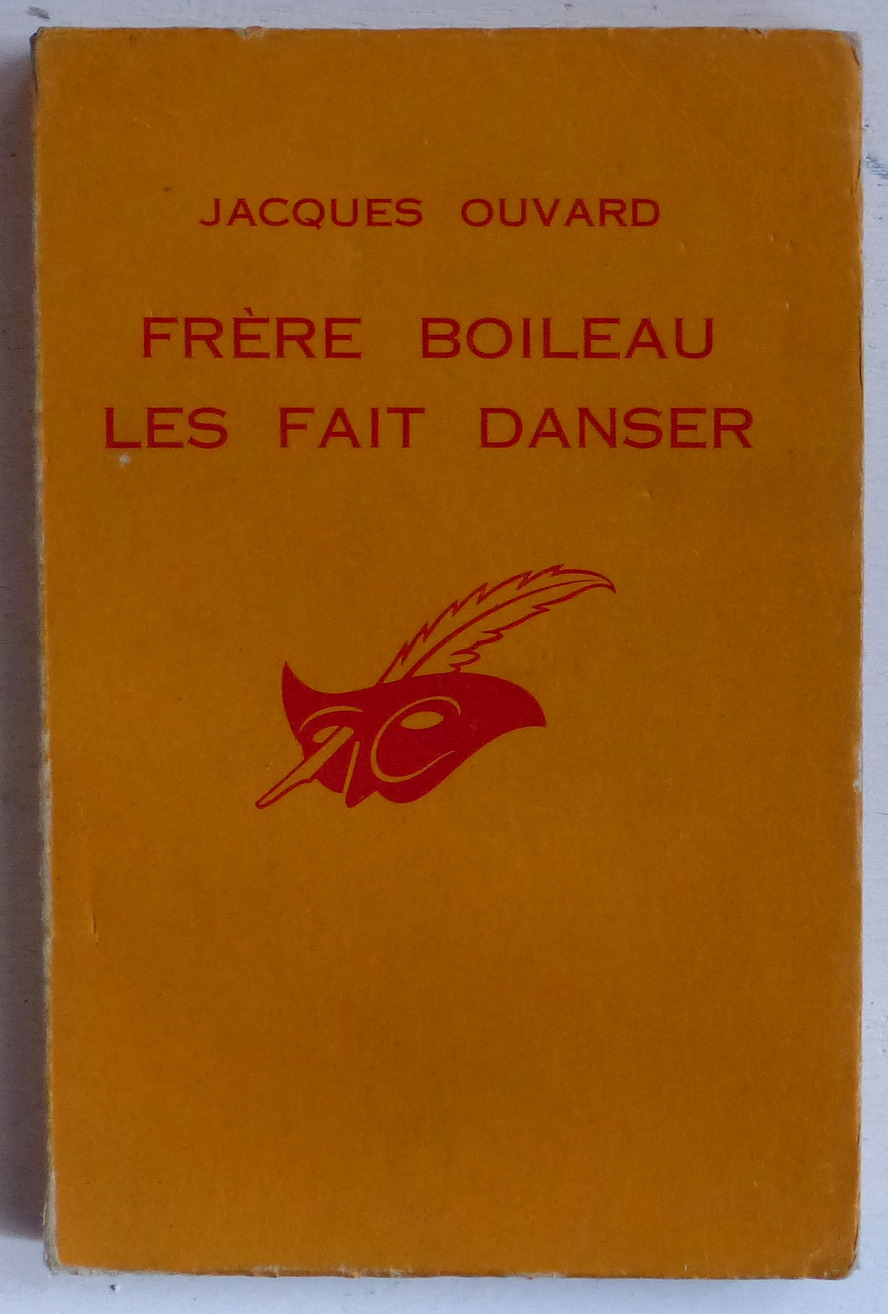 JACQUES OUVARD
FRÈRE BOILEAU
LES FAIT DANSER